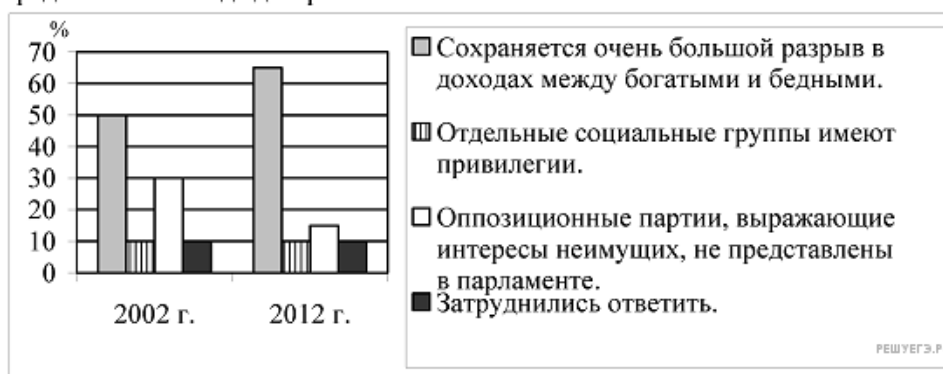 %
70
60
50
40
30
20
10
0
2002 г.
2012 г.
Сохраняется очень большой разрыв в
доходах между богатыми и бедными.
Отдельные социальные группы имеют
привилегии.
Оппозиционные партии, выражающие
интересы неимущих, не представлены
в парламенте.
Затруднились ответить.
РЕШУЕГЭ.Р